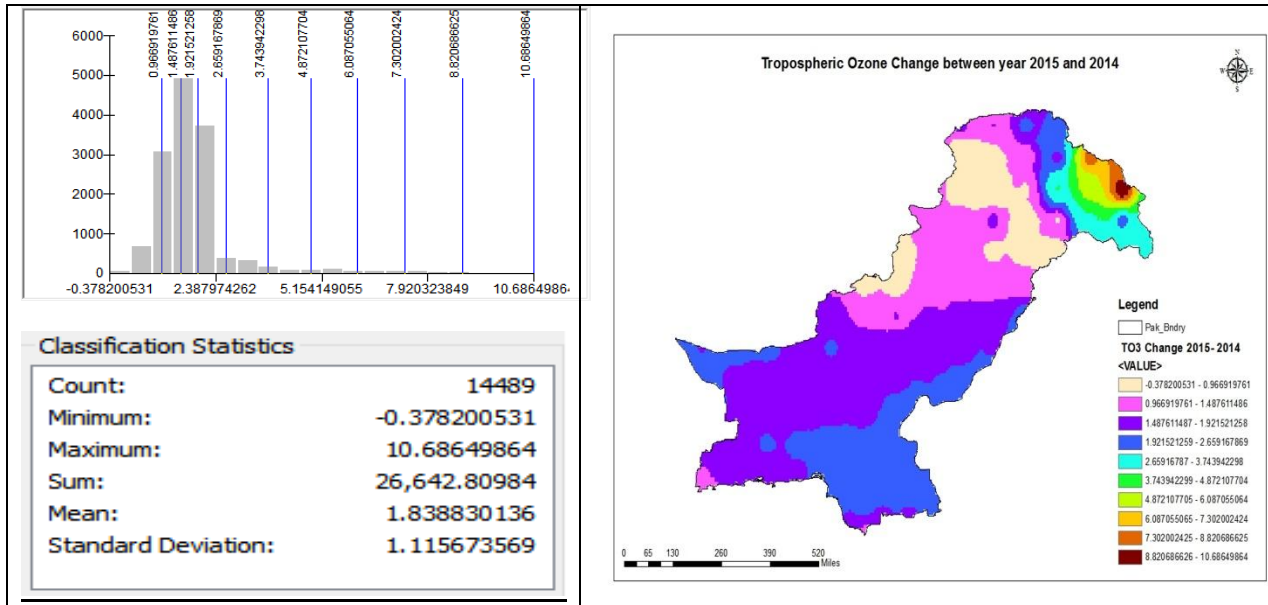 6000
5000
4000
3000
2000
1000
0
0.966919761
1.487611486
1.921521258
2.659167869
3.743942298
4.872107704
6.087055064
7.302002424
8.820686625
10.68649864
-0.378200531
2.387974262
5.154149055
7.920323849
10.6864986
Classification Statistics
Count: 14489
Minimum: -0.378200531
Maximum: 10.68649864
Sum: 26,642.80984
Mean: 1.838830136
Standard Deviation: 1.115673569
Tropospheric Ozone Change between year 2015 and 2014
N
W E
S
Legend
Pak_Bndry
TO3 Change 2015- 2014
<VALUE>
-0.378200531 - 0.966919761
0.966919761 - 1.487611486
1.487611487 - 1.921521258
1.921521259 - 2.659167869
2.65916787 - 3.743942298
3.743942299 - 4.872107704
4.872107705 - 6.087055064
6.087055065 - 7.302002424
7.302002425 - 8.820686625
8.820686626 - 10.68649864
0 65 130 260 390 520
Miles